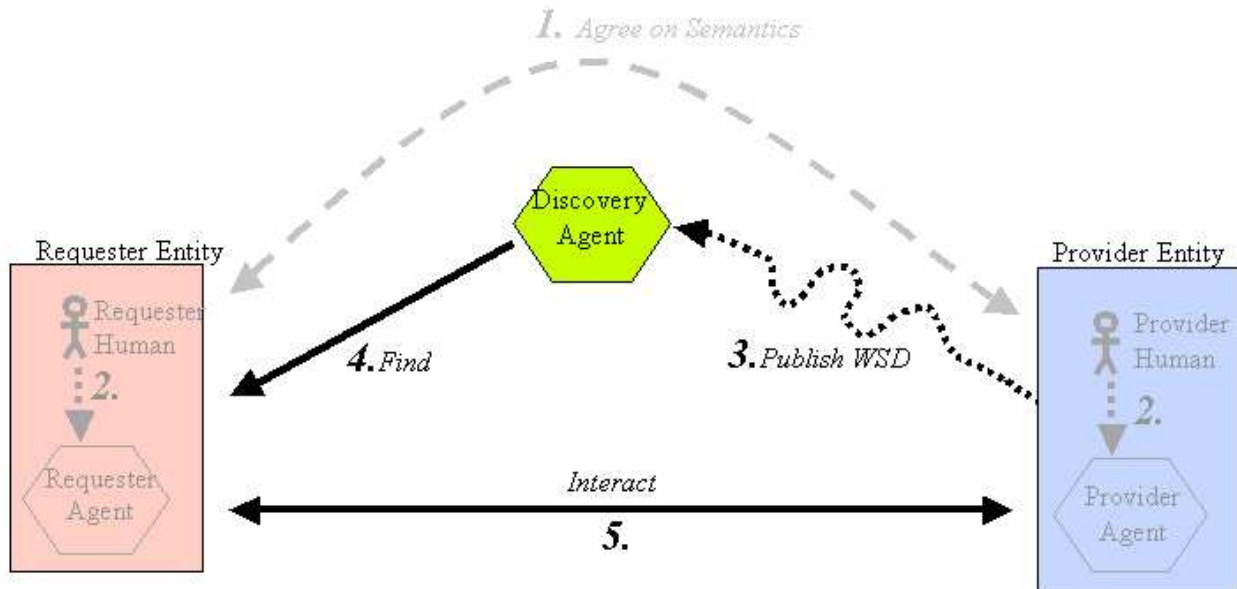 1. Agree on Semantics
Discovery
Agent
Requester Entity
Provider Entity
Requester
Human
Provider
Human
4. Find
3. Publish WSD
2.
2.
Requester
Agent
Interact
Provider
Agent
5.